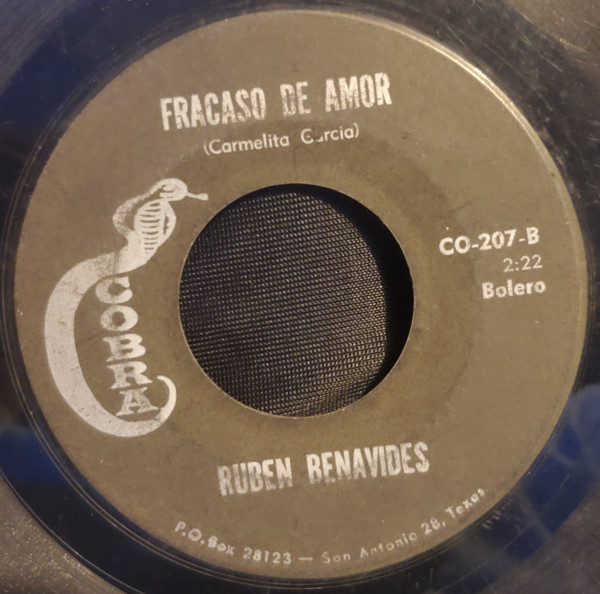 FRACASO DE AMOR
(Carmelita Garcia)
COBRA
CO-207-B
2:22
Bolero
RUBEN BENAVIDES
P.O. Box 28123 — San Antonio 28, Texas